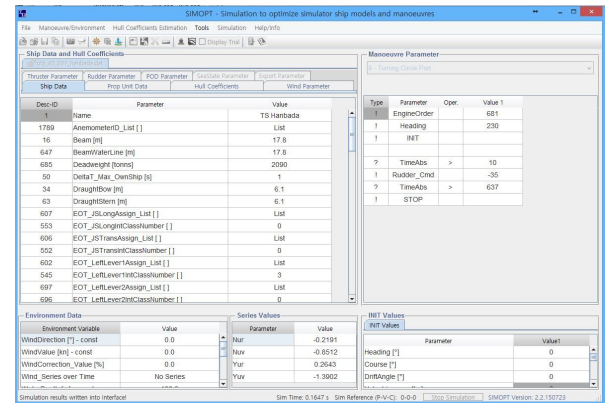 SIMOPT - Simulation to optimize simulator ship models and manoeuvres
File Manoeuvre/Environment Hull Coefficients Estimation Tools Simulation Help/Info
Display Trial
Ship Data and Hull Coefficients
Thruster Parameter Rudder Parameter POD Parameter SeaState Parameter Export Parameter
Ship Data Prop Unit Data Hull Coefficients Wind Parameter
Desc-ID Parameter Value
1 Name TS Hanbada
1789 AnemometerID_List [ ] List
16 Beam [m] 17.8
647 BeamWaterLine [m] 17.8
685 Deadweight [tonnes] 2090
50 DeltaT_Max_OwnShip [s] 1
34 DraughtBow [m] 6.1
63 DraughtStern [m] 6.1
607 EOT_JSLongAssign_List [ ] List
553 EOT_JSLongIntClassNumber [ ] 0
606 EOT_JSTransAssign_List [ ] List
552 EOT_JSTransIntClassNumber [ ] 0
602 EOT_LeftLever1Assign_List [ ] List
545 EOT_LeftLever1IntClassNumber [ ] 3
697 EOT_LeftLever2Assign_List [ ] List
696 EOT_LeftLever2IntClassNumber [ ] 0
Manoeuvre Parameter
Turning Circle Port
Type Parameter Oper. Value 1
! EngineOrder 681
! Heading 230
! INIT
? TimeAbs > 10
! Rudder_Cmd -35
? TimeAbs > 637
! STOP
Environment Data
Environment Variable Value
WindDirection [°] - const 0.0
WindValue [kn] - const 0.0
WindCorrection_Value [%] 0.0
Wind_Series over Time No Series
Series Values
Parameter Value
Nur -0.2191
Nuv -0.8512
Yur 0.2643
Yuv -1.3902
INIT Values
INIT Values
Parameter Value1
Heading [°] 0
Course [°] 0
DriftAngle [°] 0
Simulation results written into Interface! Sim Time: 0.1647 s Sim Reference (P-V-C): 0-0-0 Stop Simulation SIMOPT Version: 2.2.150723